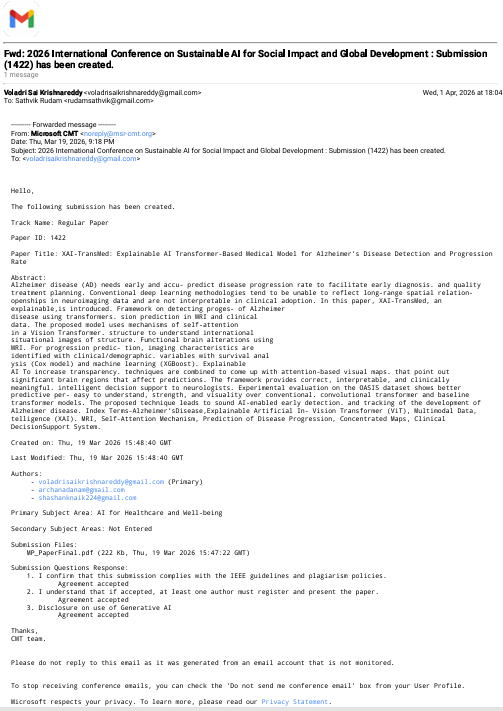 Fwd: 2026 International Conference on Sustainable AI for Social Impact and Global Development : Submission
(1422) has been created.
1 message
Voladri Sai Krishnareddy <voladrisaikrishnareddy@gmail.com> Wed, 1 Apr, 2026 at 18:04
To: Sathvik Rudam <rudamsathvik@gmail.com>
---------- Forwarded message ----------
From: Microsoft CMT <noreply@msr-cmt.org>
Date: Thu, Mar 19, 2026, 9:18 PM
Subject: 2026 International Conference on Sustainable AI for Social Impact and Global Development : Submission (1422) has been created.
To: <voladrisaikrishnareddy@gmail.com>
Hello,
The following submission has been created.
Track Name: Regular Paper
Paper ID: 1422
Paper Title: XAI-TransMed: Explainable AI Transformer-Based Medical Model for Alzheimer's Disease Detection and Progression
Rate
Abstract:
Alzheimer disease (AD) needs early and accu- predict disease progression rate to facilitate early diagnosis. and quality
treatment planning. Conventional deep learning methodologies tend to be unable to reflect long-range spatial relation-
openships in neuroimaging data and are not interpretable in clinical adoption. In this paper, XAI-TransMed, an
explainable,is introduced. Framework on detecting proges- of Alzheimer
disease using transformers. sion prediction in MRI and clinical
data. The proposed model uses mechanisms of self-attention
in a Vision Transformer. structure to understand international
situational images of structure. Functional brain alterations using
MRI. For progression predic- tion, imaging characteristics are
identified with clinical/demographic. variables with survival anal
ysis (Cox model) and machine learning (XGBoost). Explainable
AI To increase transparency. techniques are combined to come up with attention-based visual maps. that point out
significant brain regions that affect predictions. The framework provides correct, interpretable, and clinically
meaningful. intelligent decision support to neurologists. Experimental evaluation on the OASIS dataset shows better
predictive per- easy to understand, strength, and visuality over conventional. convolutional transformer and baseline
transformer models. The proposed technique leads to sound AI-enabled early detection. and tracking of the development of
Alzheimer disease. Index Terms-Alzheimer'sDisease,Explainable Artificial In- Vision Transformer (ViT), Multimodal Data,
telligence (XAI). MRI, Self-Attention Mechanism, Prediction of Disease Progression, Concentrated Maps, Clinical
DecisionSupport System.
Created on: Thu, 19 Mar 2026 15:48:40 GMT
Last Modified: Thu, 19 Mar 2026 15:48:40 GMT
Authors:
- voladrisaikrishnareddy@gmail.com (Primary)
- archanadanam@gmail.com
- shashanknaik224@gmail.com
Primary Subject Area: AI for Healthcare and Well-being
Secondary Subject Areas: Not Entered
Submission Files:
MP_PaperFinal.pdf (222 Kb, Thu, 19 Mar 2026 15:47:22 GMT)
Submission Questions Response:
1. I confirm that this submission complies with the IEEE guidelines and plagiarism policies.
Agreement accepted
2. I understand that if accepted, at least one author must register and present the paper.
Agreement accepted
3. Disclosure on use of Generative AI
Agreement accepted
Thanks,
CMT team.
Please do not reply to this email as it was generated from an email account that is not monitored.
To stop receiving conference emails, you can check the 'Do not send me conference email' box from your User Profile.
Microsoft respects your privacy. To learn more, please read our Privacy Statement.